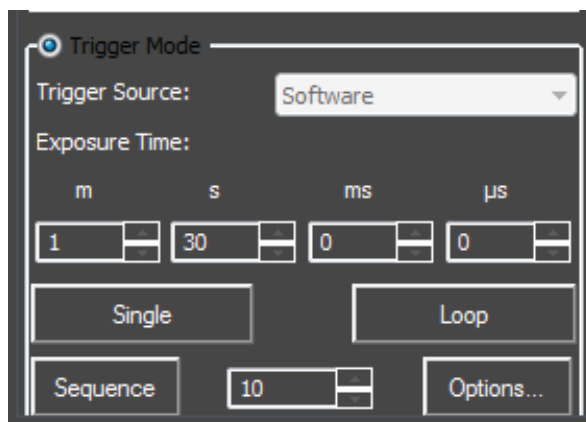 Trigger Mode
Trigger Source: Software
Exposure Time:
m s ms µs
1 30 0 0
Single Loop
Sequence 10 Options...